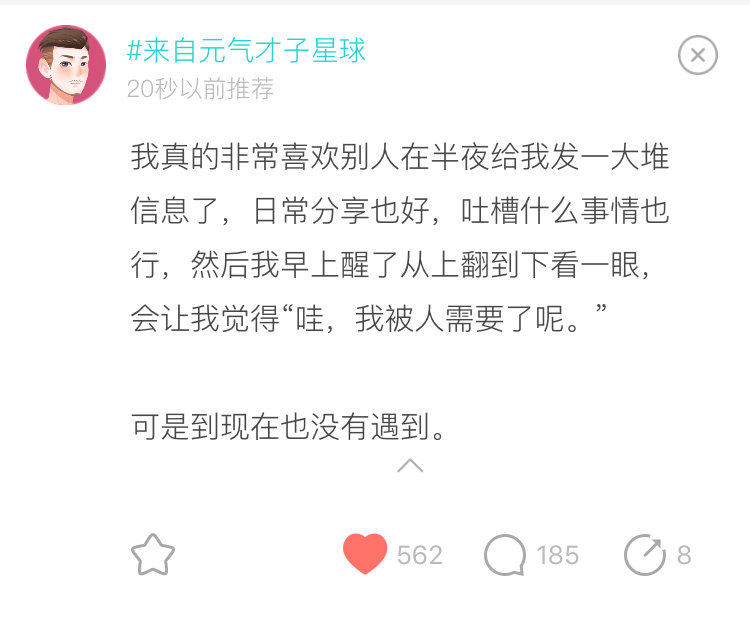 #来自元气才子星球
20秒以前推荐
我真的非常喜欢别人在半夜给我发一大堆
信息了，日常分享也好，吐槽什么事情也
行，然后我早上醒了从上翻到下看一眼，
会让我觉得“哇，我被人需要了呢。”
可是到现在也没有遇到。
562
185
8